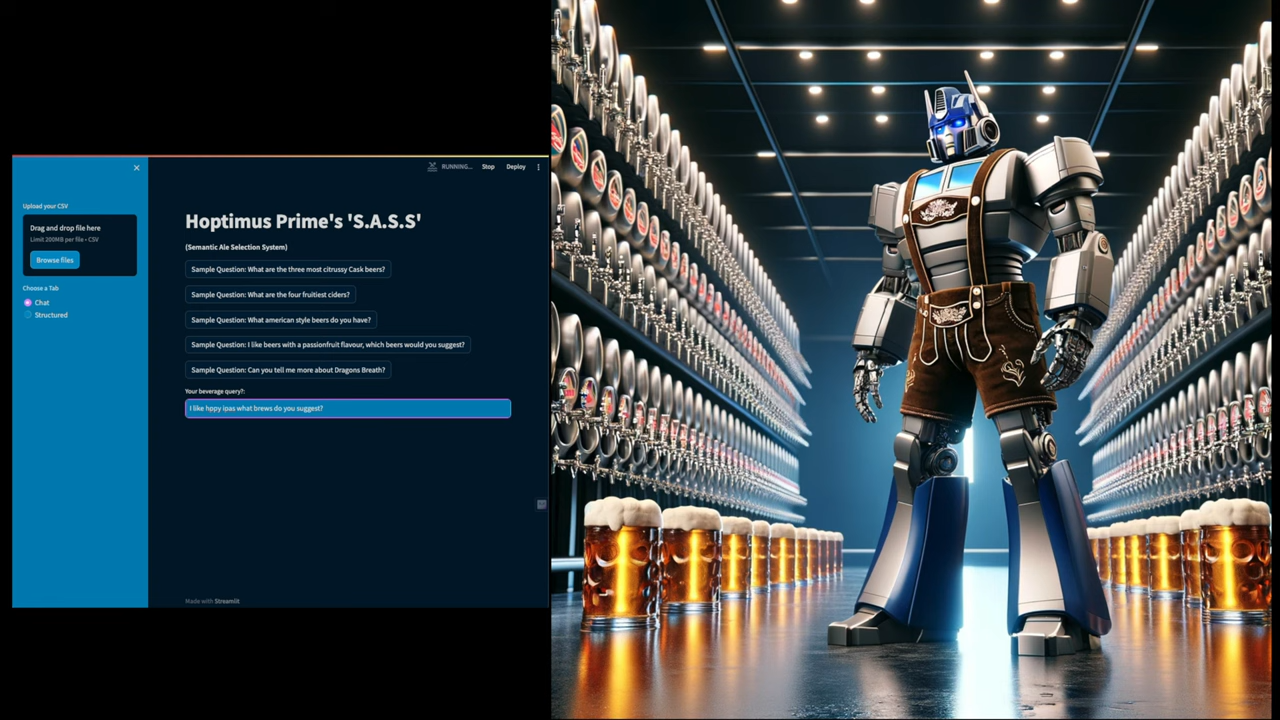 RUNNING...
Stop
Deploy
Upload your CSV
Drag and drop file here
Limit 200MB per file • CSV
Browse files
Choose a Tab
Chat
Structured
Hoptimus Prime's 'S.A.S.S'
(Semantic Ale Selection System)
Sample Question: What are the three most citrussy Cask beers?
Sample Question: What are the four fruitiest ciders?
Sample Question: What american style beers do you have?
Sample Question: I like beers with a passionfruit flavour, which beers would you suggest?
Sample Question: Can you tell me more about Dragons Breath?
Your beverage query?:
I like hppy ipas what brews do you suggest?
Made with Streamlit